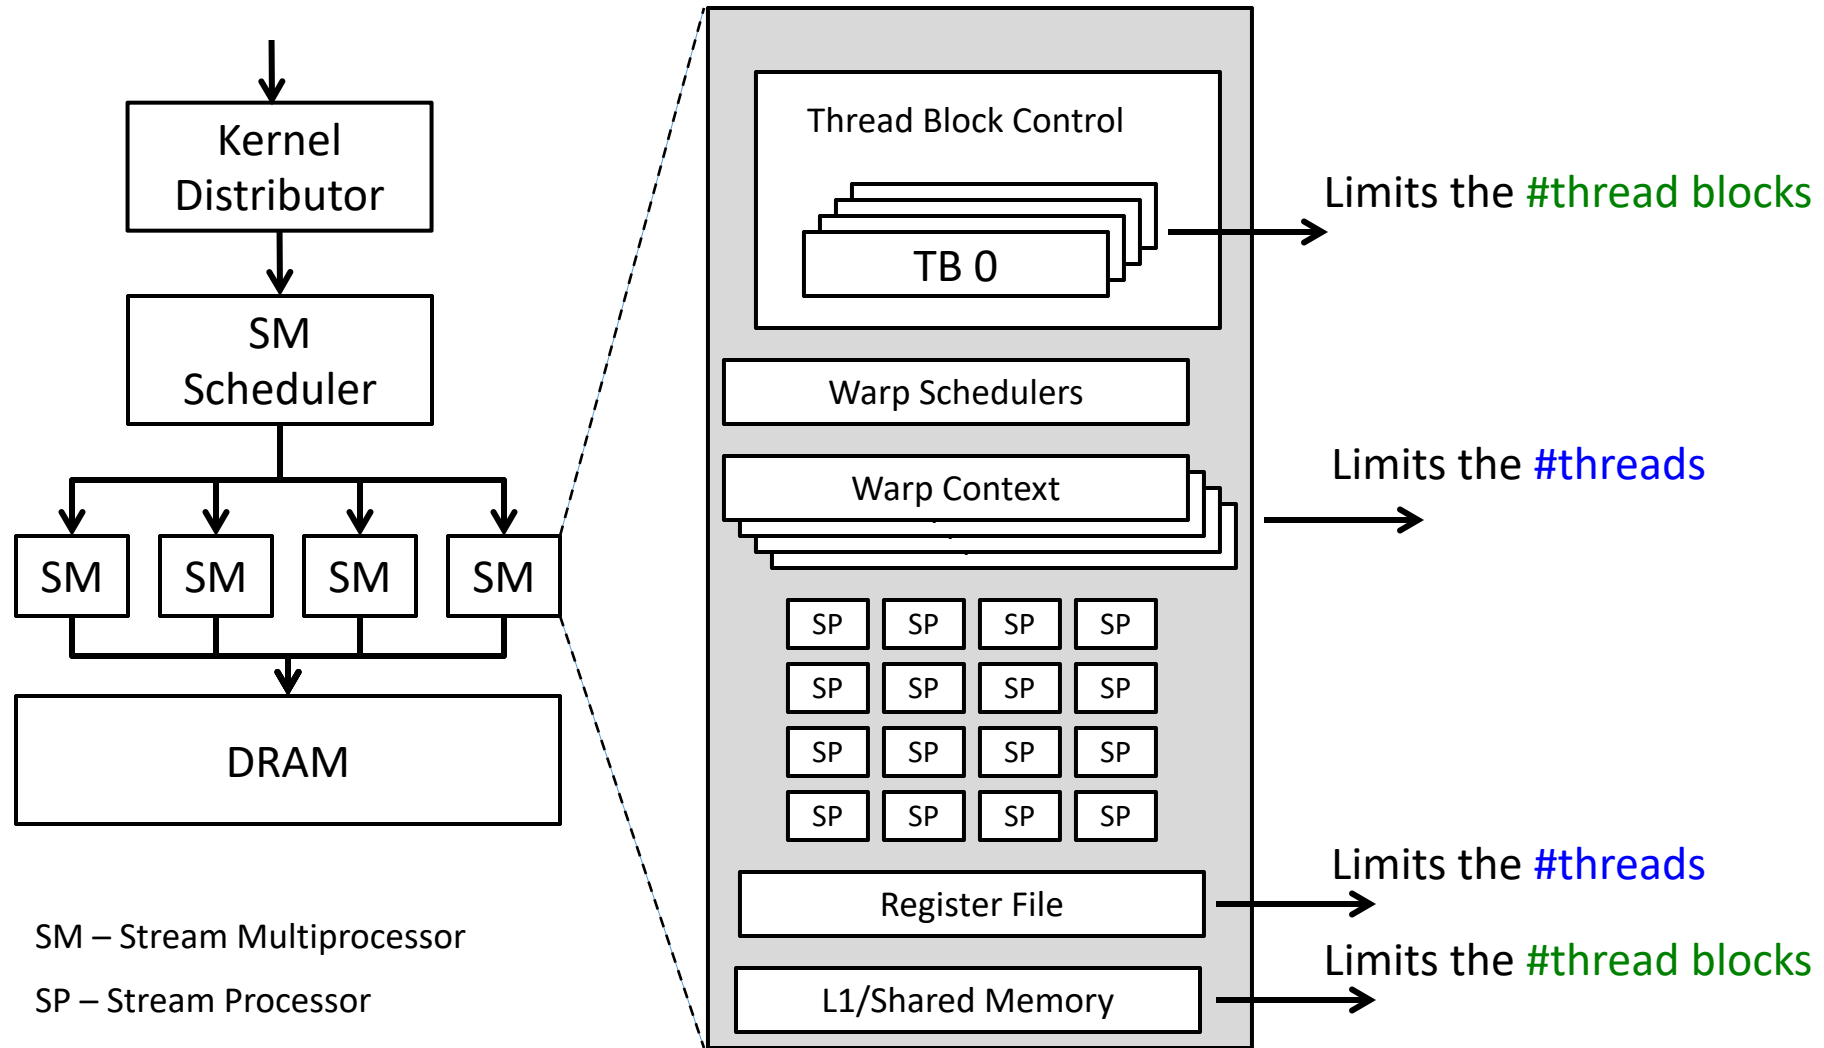 Kernel
Distributor
SM
Scheduler
SM SM SM SM
DRAM
SM – Stream Multiprocessor
SP – Stream Processor
Thread Block Control
TB 0
Limits the #thread blocks
Warp Schedulers
Warp Context
Limits the #threads
SP SP SP SP
SP SP SP SP
SP SP SP SP
SP SP SP SP
Register File
Limits the #threads
L1/Shared Memory
Limits the #thread blocks